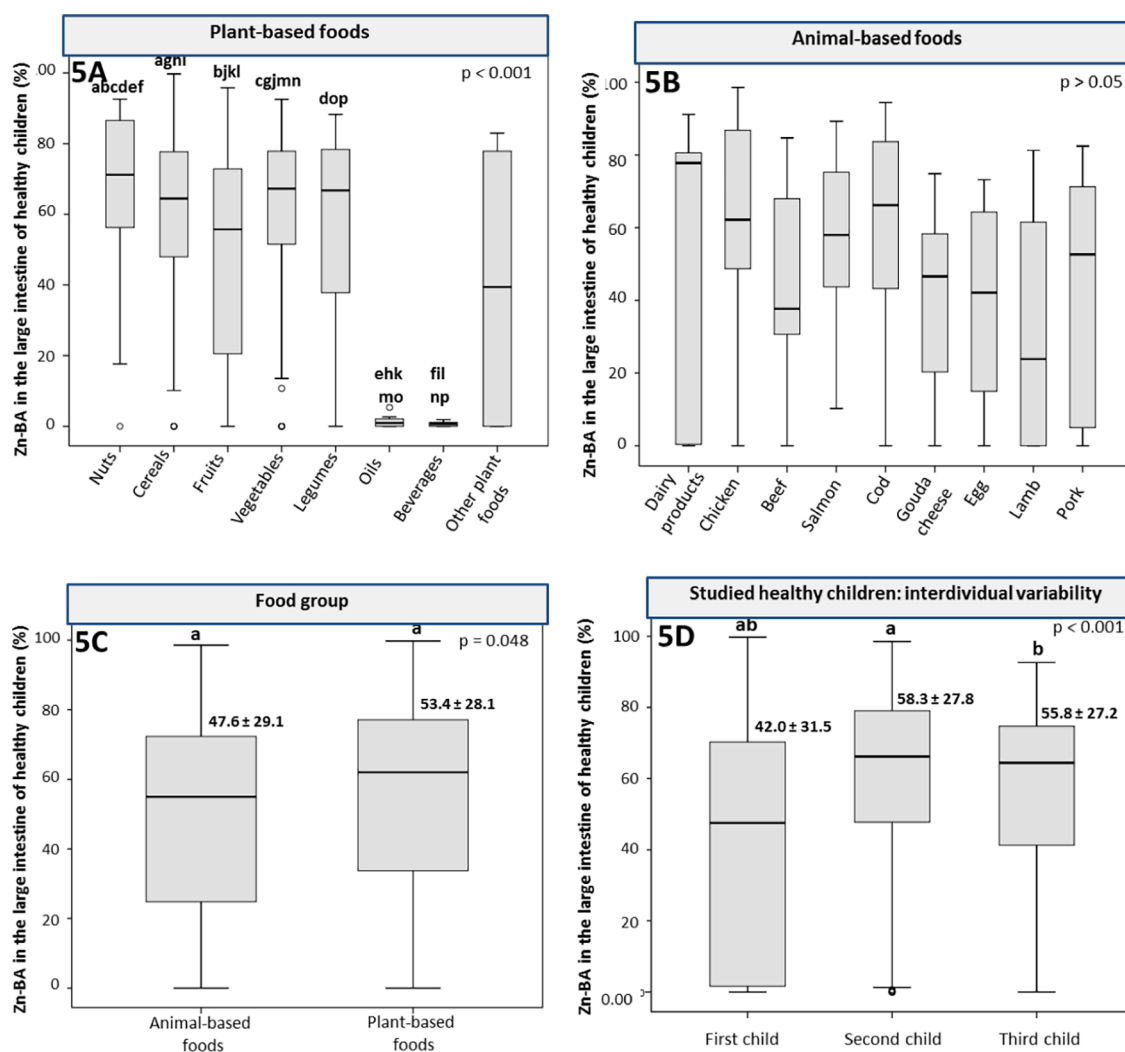 Plant-based foods
Zn-BA in the large intestine of healthy children (%)
5A
p < 0.001
.00
80
60
40
20
0
abcdef
aghi
bjkl
cgjmn
dop
ehk
mo
fil
np
Nuts
Cereals
Fruits
Vegetables
Legumes
Oils
Beverages
Other plant
foods
Animal-based foods
Zn-BA in the large intestine of healthy children (%)
5B
p > 0.05
100
80
60
40
20
0
Dairy
products
Chicken
Beef
Salmon
Cod
Gouda
cheese
Egg
Lamb
Pork
Food group
Zn-BA in the large intestine of healthy children (%)
5C
p = 0.048
100
80
60
40
20
0
a
a
47.6 ± 29.1
53.4 ± 28.1
Animal-based
foods
Plant-based
foods
Studied healthy children: interdividual variability
Zn-BA in the large intestine of healthy children (%)
5D
p < 0.001
100
80
60
40
20
0.00
ab
a
b
42.0 ± 31.5
58.3 ± 27.8
55.8 ± 27.2
First child
Second child
Third child